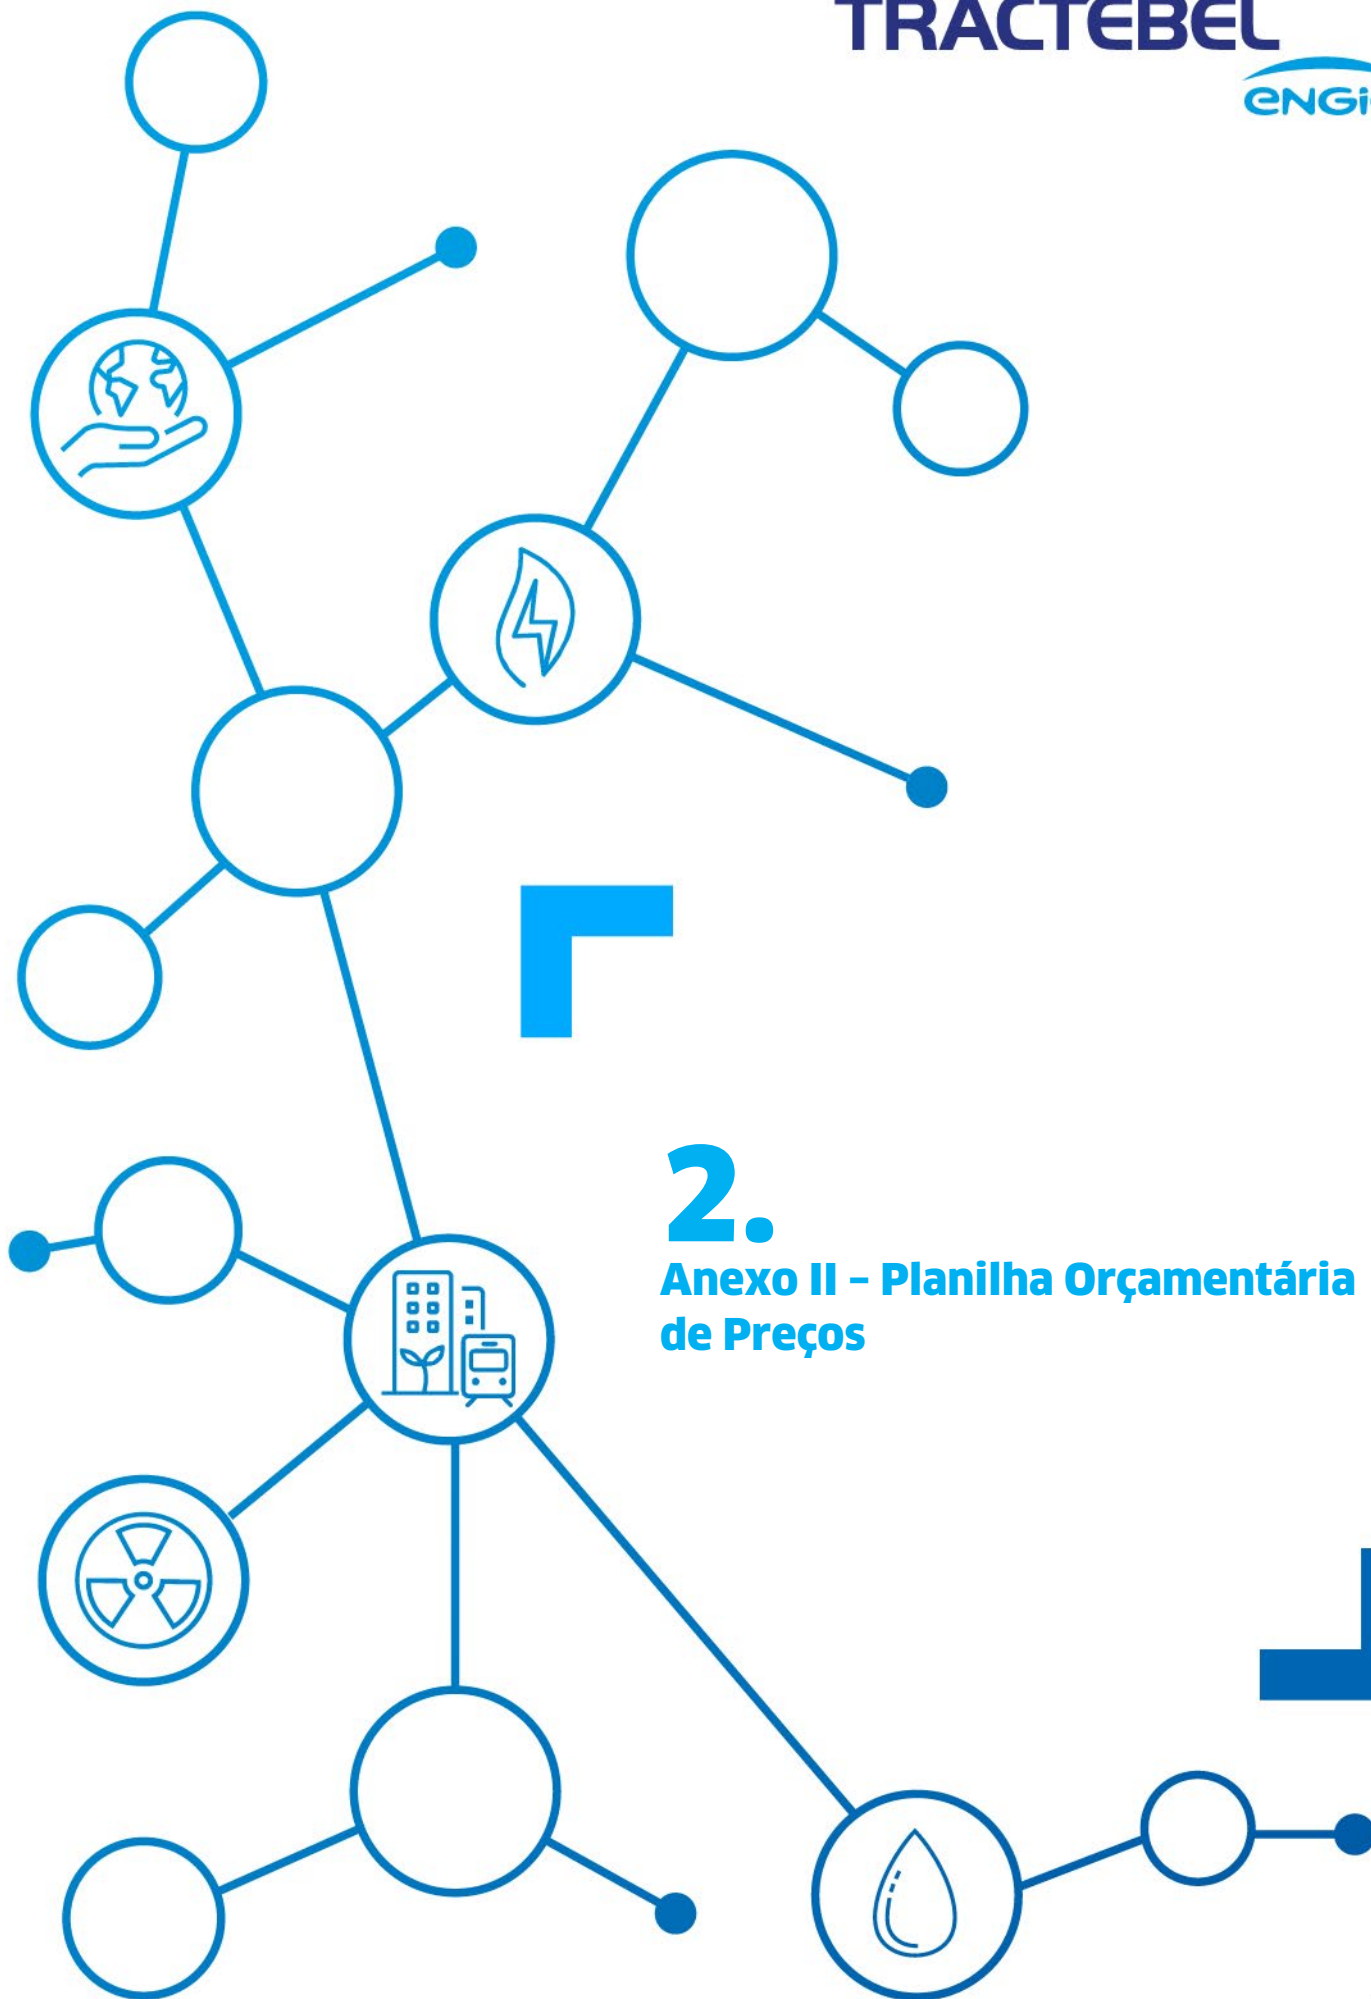 TRACTEBEL
2.
Anexo II – Planilha Orçamentária
de Preços